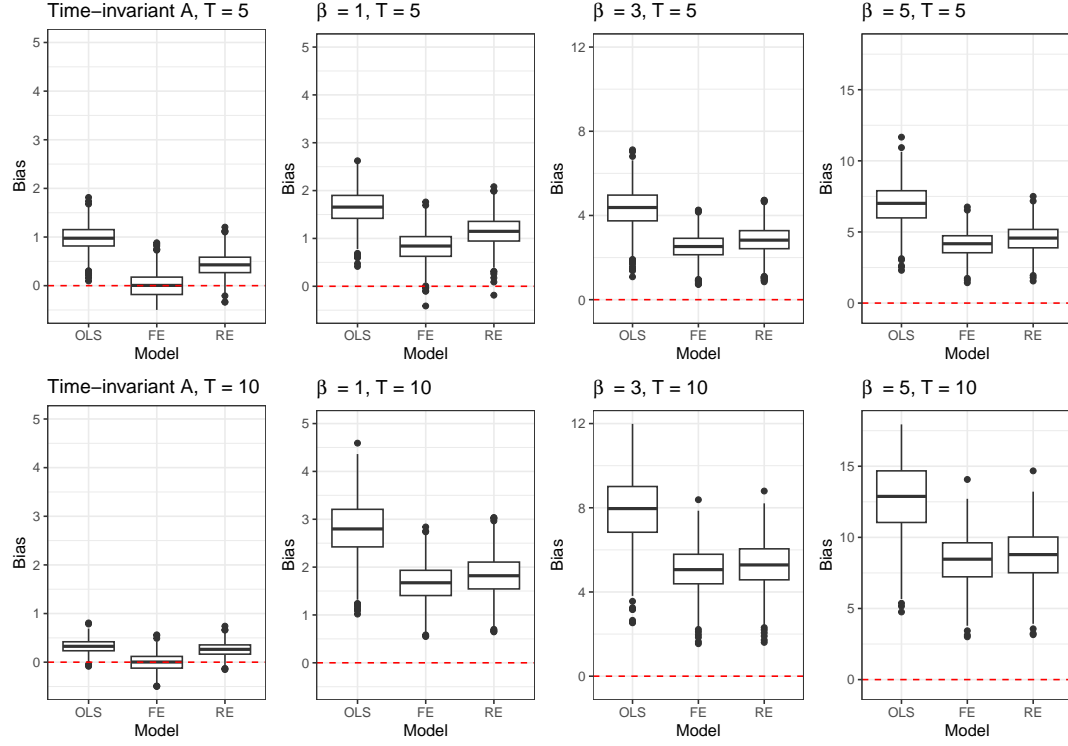 Time−invariant A, T = 5
5
4
3
2
1
0
Bias
OLS
FE
RE
Model
β = 1, T = 5
5
4
3
2
1
0
Bias
OLS
FE
RE
Model
β = 3, T = 5
12
8
4
0
Bias
OLS
FE
RE
Model
β = 5, T = 5
15
10
5
0
Bias
OLS
FE
RE
Model
Time−invariant A, T = 10
5
4
3
2
1
0
Bias
OLS
FE
RE
Model
β = 1, T = 10
5
4
3
2
1
0
Bias
OLS
FE
RE
Model
β = 3, T = 10
12
8
4
0
Bias
OLS
FE
RE
Model
β = 5, T = 10
15
10
5
0
Bias
OLS
FE
RE
Model